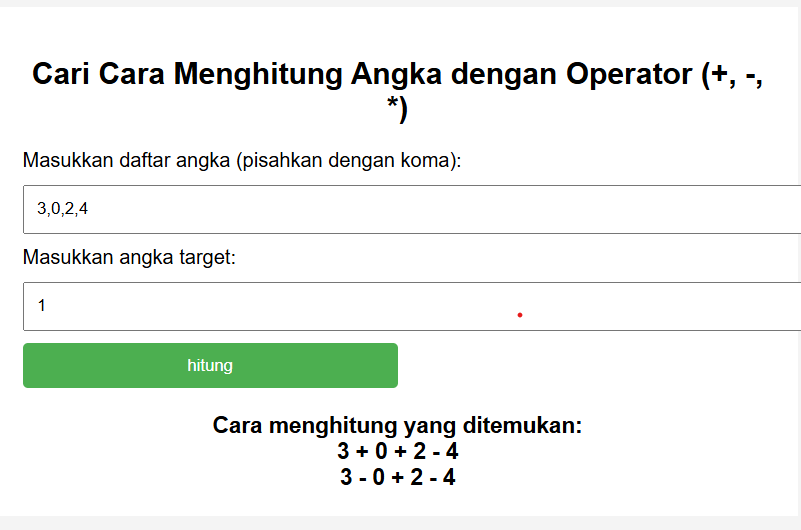 Cari Cara Menghitung Angka dengan Operator (+, -,
*)
Masukkan daftar angka (pisahkan dengan koma):
3,0,2,4
Masukkan angka target:
1
hitung
Cara menghitung yang ditemukan:
3 + 0 + 2 - 4
3 - 0 + 2 - 4